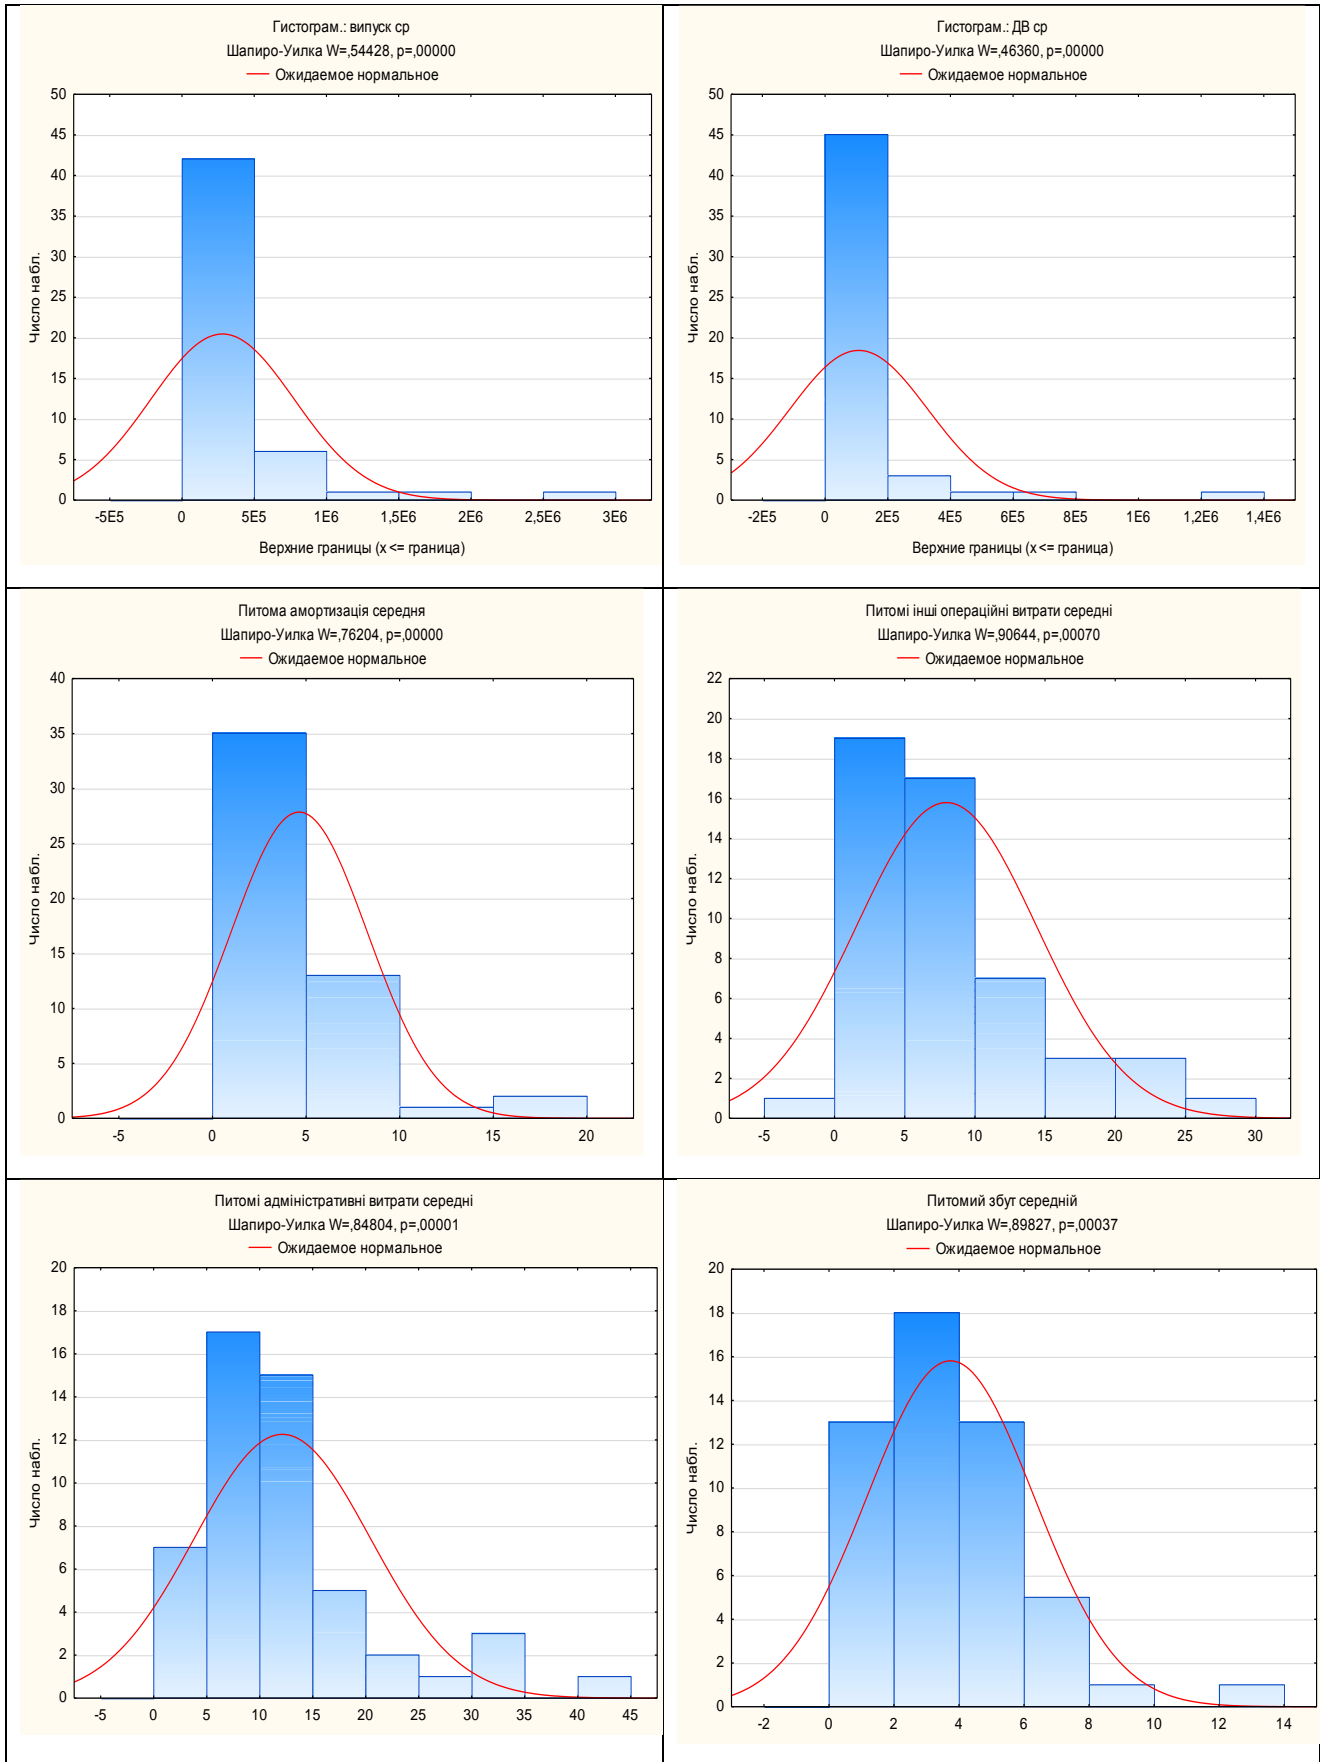 Гистограм.: випуск ср
Шапиро-Уилка W=,54428, p=,00000
Ожидаемое нормальное
50
45
40
35
30
25
20
15
10
5
0
Число набл.
-5E5 0 5E5 1E6 1,5E6 2E6 2,5E6 3E6
Верхние границы (x <= граница)
Гистограм.: ДВ ср
Шапиро-Уилка W=,46360, p=,00000
Ожидаемое нормальное
50
45
40
35
30
25
20
15
10
5
0
Число набл.
-2E5 0 2E5 4E5 6E5 8E5 1E6 1,2E6 1,4E6
Верхние границы (x <= граница)
Питома амортизація середня
Шапиро-Уилка W=,76204, p=,00000
Ожидаемое нормальное
40
35
30
25
20
15
10
5
0
Число набл.
-5 0 5 10 15 20
Питомі інші операційні витрати середні
Шапиро-Уилка W=,90644, p=,00070
Ожидаемое нормальное
22
20
18
16
14
12
10
8
6
4
2
0
Число набл.
-5 0 5 10 15 20 25 30
Питомі адміністративні витрати середні
Шапиро-Уилка W=,84804, p=,00001
Ожидаемое нормальное
20
18
16
14
12
10
8
6
4
2
0
Число набл.
-5 0 5 10 15 20 25 30 35 40 45
Питомий збут середній
Шапиро-Уилка W=,89827, p=,00037
Ожидаемое нормальное
20
18
16
14
12
10
8
6
4
2
0
Число набл.
-2 0 2 4 6 8 10 12 14